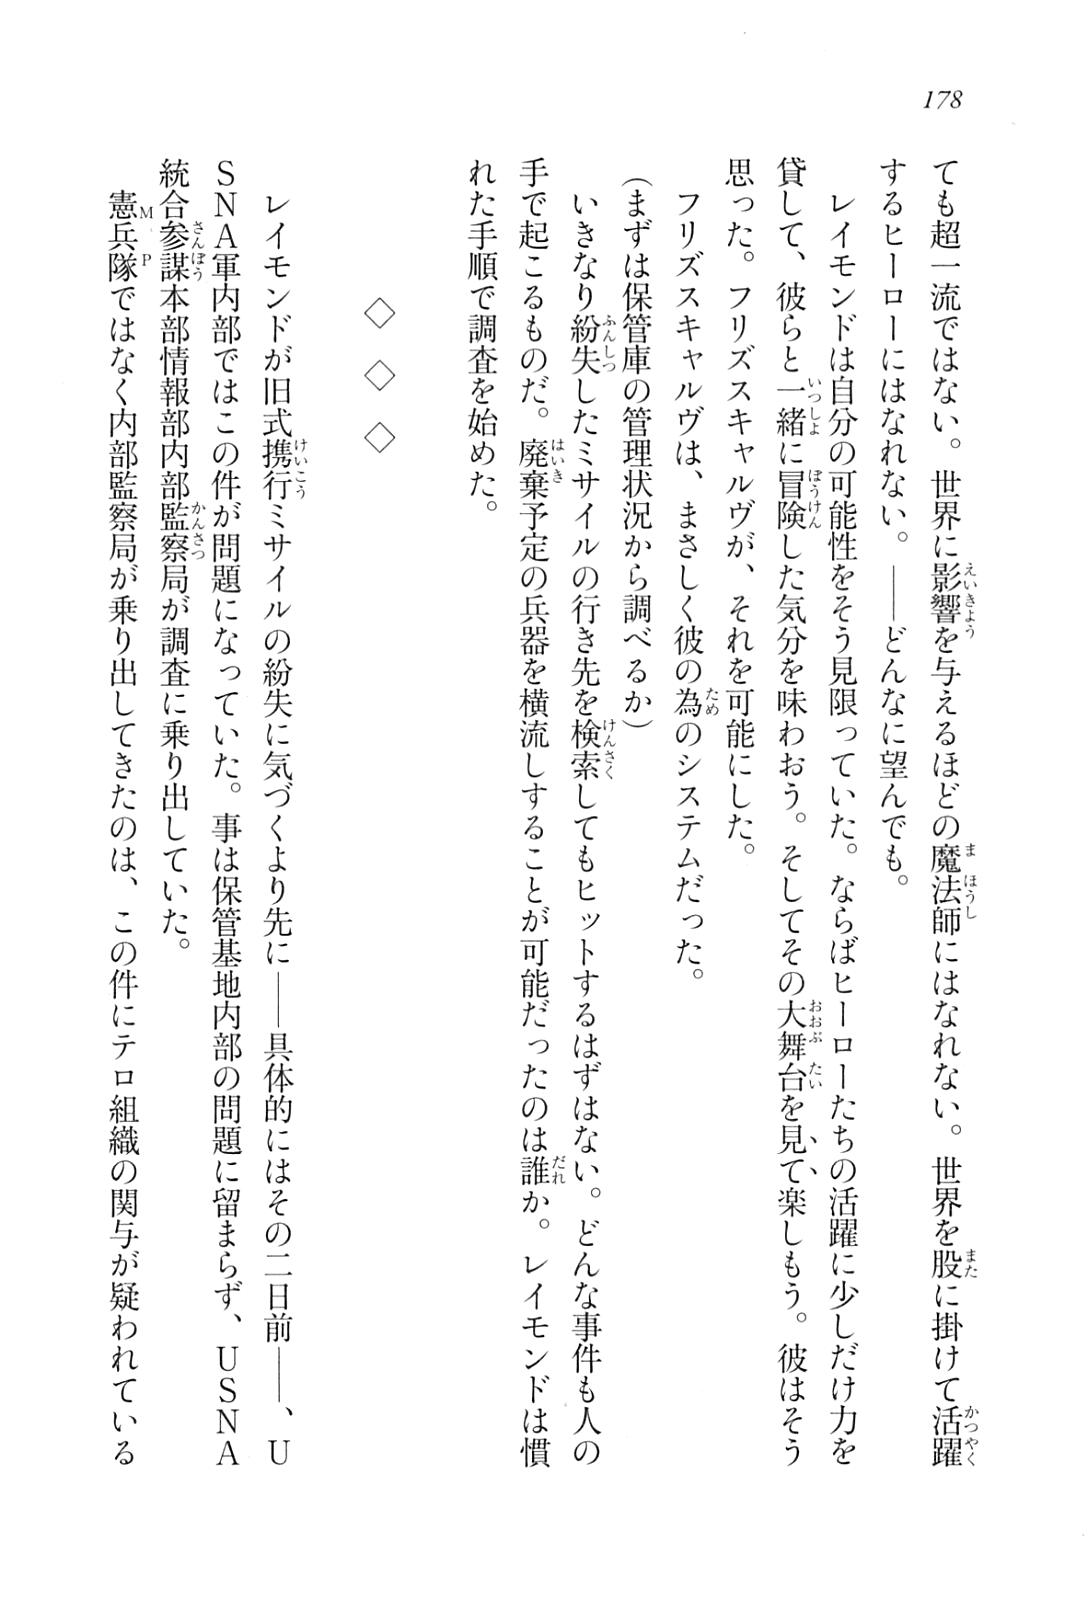 178
ても超一流ではない。世界に影響を与えるほどの魔法師にはなれない。世界を股に掛けて活躍
するヒーローにはなれない。――どんなに望んでも。
レイモンドは自分の可能性をそう見限っていた。ならばヒーローたちの活躍に少しだけ力を
貸して、彼らと一緒に冒険した気分を味わおう。そしてその大舞台を見て楽しもう。彼はそう
思った。フリズスキャルヴが、それを可能にした。
フリズスキャルヴは、まさしく彼の為のシステムだった。
(まずは保管庫の管理状況から調べるか)
いきなり紛失したミサイルの行き先を検索してもヒットするはずはない。どんな事件も人の
手で起こるものだ。廃棄予定の兵器を横流しすることが可能だったのは誰か。レイモンドは慣
れた手順で調査を始めた。
◇ ◇ ◇
レイモンドが旧式携行ミサイルの紛失に気づくより先に――具体的にはその二日前――、U
SNA軍内部ではこの件が問題になっていた。事は保管基地内部の問題に留まらず、USNA
統合参謀本部情報部内部監察局が調査に乗り出していた。
憲兵隊ではなく内部監察局が乗り出してきたのは、この件にテロ組織の関与が疑われている